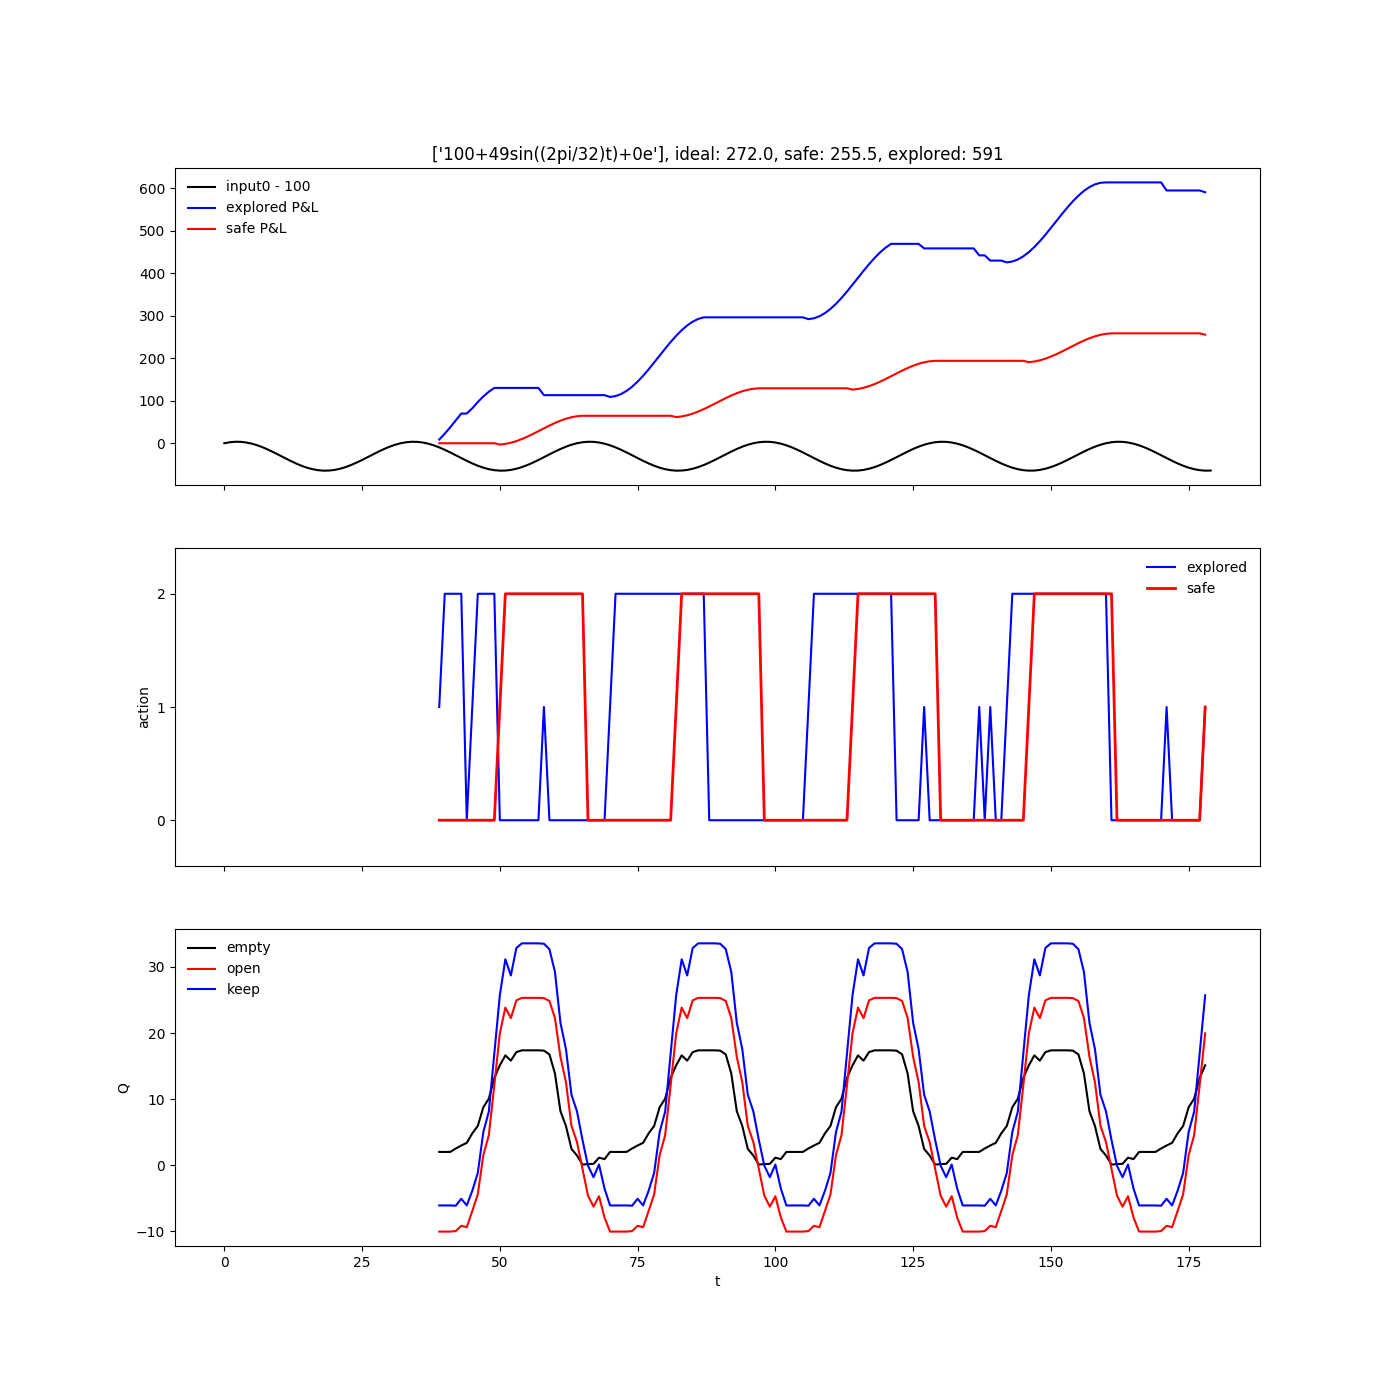 ['100+49sin((2pi/32)t)+0e'], ideal: 272.0, safe: 255.5, explored: 591
input0 - 100
explored P&L
safe P&L
600
500
400
300
200
100
0
explored
safe
2
1
0
action
empty
open
keep
30
20
10
0
−10
Q
0 25 50 75 100 125 150 175
t